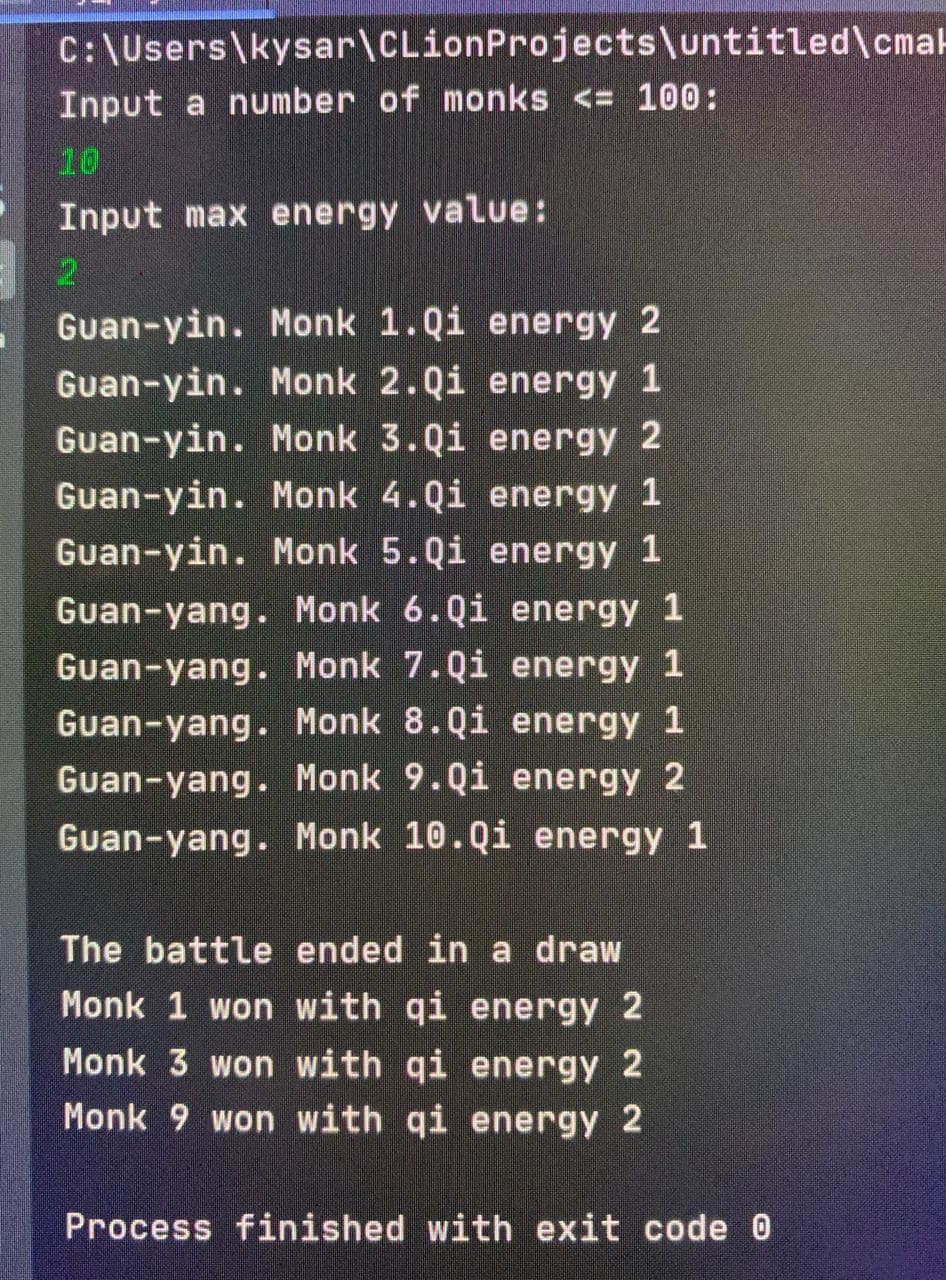 C:\Users\kysar\CLionProjects\untitled\cmak
Input a number of monks <= 100:
10
Input max energy value:
2
Guan-yin. Monk 1.Qi energy 2
Guan-yin. Monk 2.Qi energy 1
Guan-yin. Monk 3.Qi energy 2
Guan-yin. Monk 4.Qi energy 1
Guan-yin. Monk 5.Qi energy 1
Guan-yang. Monk 6.Qi energy 1
Guan-yang. Monk 7.Qi energy 1
Guan-yang. Monk 8.Qi energy 1
Guan-yang. Monk 9.Qi energy 2
Guan-yang. Monk 10.Qi energy 1
The battle ended in a draw
Monk 1 won with qi energy 2
Monk 3 won with qi energy 2
Monk 9 won with qi energy 2
Process finished with exit code 0